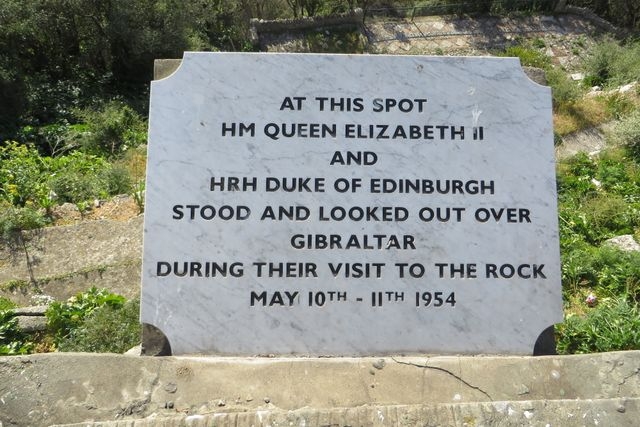 AT THIS SPOT
HM QUEEN ELIZABETH II
AND
HRH DUKE OF EDINBURGH
STOOD AND LOOKED OUT OVER
GIBRALTAR
DURING THEIR VISIT TO THE ROCK
MAY 10TH - 11TH 1954